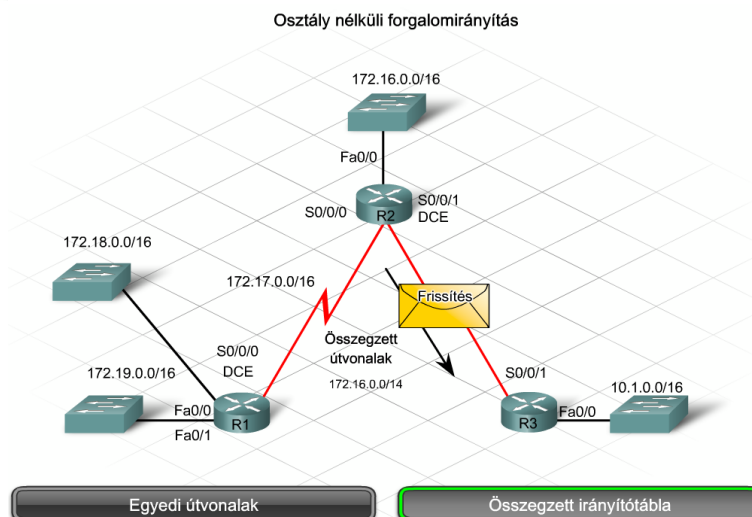 Osztály nélküli forgalomirányítás
172.16.0.0/16
Fa0/0
S0/0/0
R2
S0/0/1
DCE
172.18.0.0/16
172.17.0.0/16
Frissítés
Összegzett
útvonalak
172.16.0.0/14
S0/0/0
DCE
172.19.0.0/16
Fa0/0
Fa0/1
R1
S0/0/1
R3
Fa0/0
10.1.0.0/16
Egyedi útvonalak
Összegzett irányítótábla